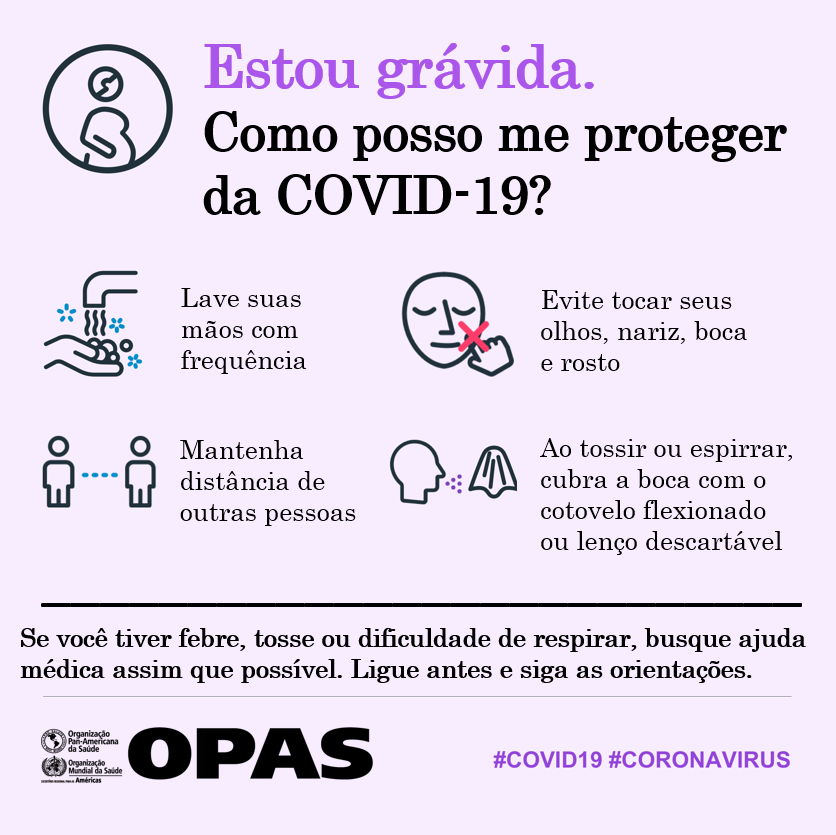 Estou grávida.
Como posso me proteger
da COVID-19?
Lave suas
mãos com
frequência
Evite tocar seus
olhos, nariz, boca
e rosto
Mantenha
distância de
outras pessoas
Ao tossir ou espirrar,
cubra a boca com o
cotovelo flexionado
ou lenço descartável
Se você tiver febre, tosse ou dificuldade de respirar, busque ajuda
médica assim que possível. Ligue antes e siga as orientações.
Organização
Pan-Americana
da Saúde
Organização
Mundial da Saúde
Américas
OPAS
#COVID19 #CORONAVIRUS